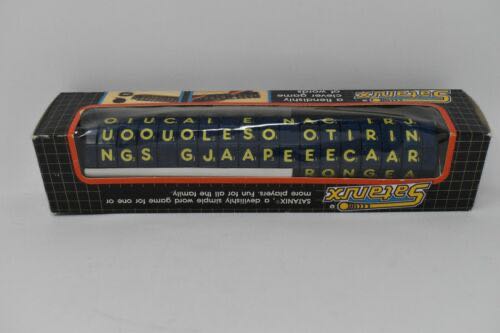 Satanix
a fiendishly
clever game
of words
E NAC IRJ
UOOUOLESO OTIRIN
NGS GJAAPEEECAAR
RONGEA
Satanix
SATANIX®, a devilishly simple word game for one or
more players. Fun for all the family.